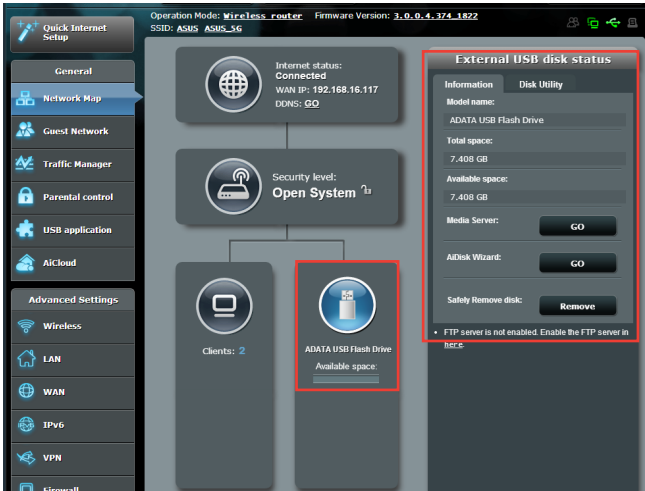 Operation Mode: Wireless router Firmware Version: 3.0.0.4.374_1822
SSID: ASUS ASUS_5G
Quick Internet
Setup
General
Network Map
Guest Network
Traffic Manager
Parental control
USB application
AiCloud
Advanced Settings
Wireless
LAN
WAN
IPv6
VPN
Firewall
Internet status:
Connected
WAN IP: 192.168.16.117
DDNS: GO
Security level:
Open System
Clients: 2
ADATA USB Flash Drive
Available space:
External USB disk status
Information Disk Utility
Model name:
ADATA USB Flash Drive
Total space:
7.408 GB
Available space:
7.408 GB
Media Server: GO
AiDisk Wizard: GO
Safely Remove disk: Remove
• FTP server is not enabled. Enable the FTP server in
here.